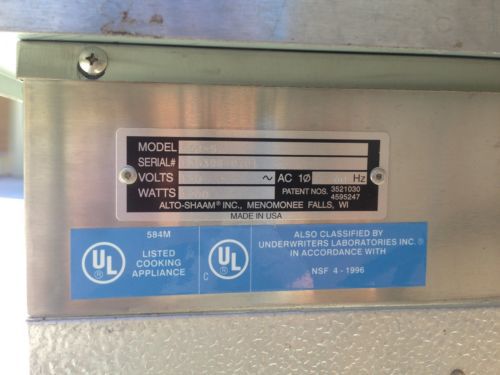 MODEL
SERIAL#
VOLTS ~ AC 1Ø Hz
WATTS PATENT NOS. 3521030
4595247
ALTO-SHAAM® INC., MENOMONEE FALLS, WI
MADE IN USA
584M
UL
®
LISTED
COOKING
APPLIANCE
C UL
®
ALSO CLASSIFIED BY
UNDERWRITERS LABORATORIES INC.®
IN ACCORDANCE WITH
NSF 4 - 1996